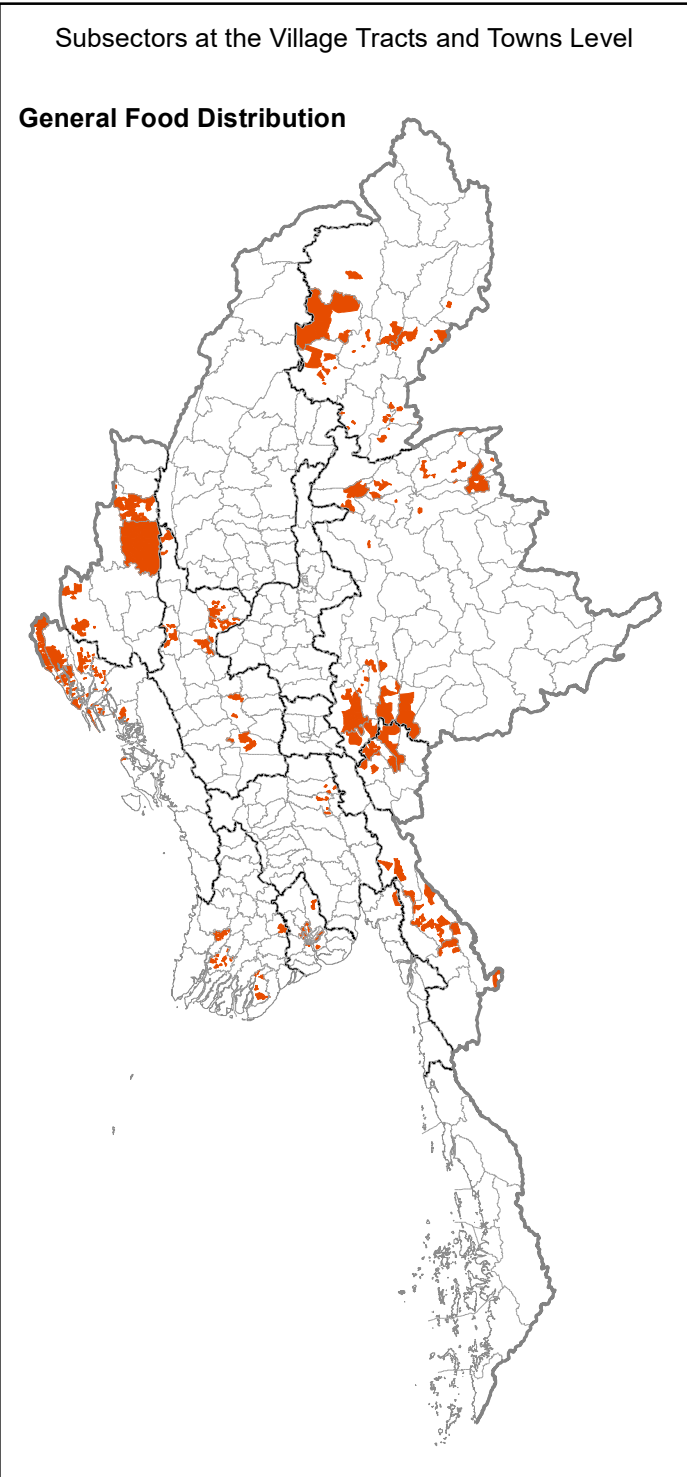 Subsectors at the Village Tracts and Towns Level
General Food Distribution